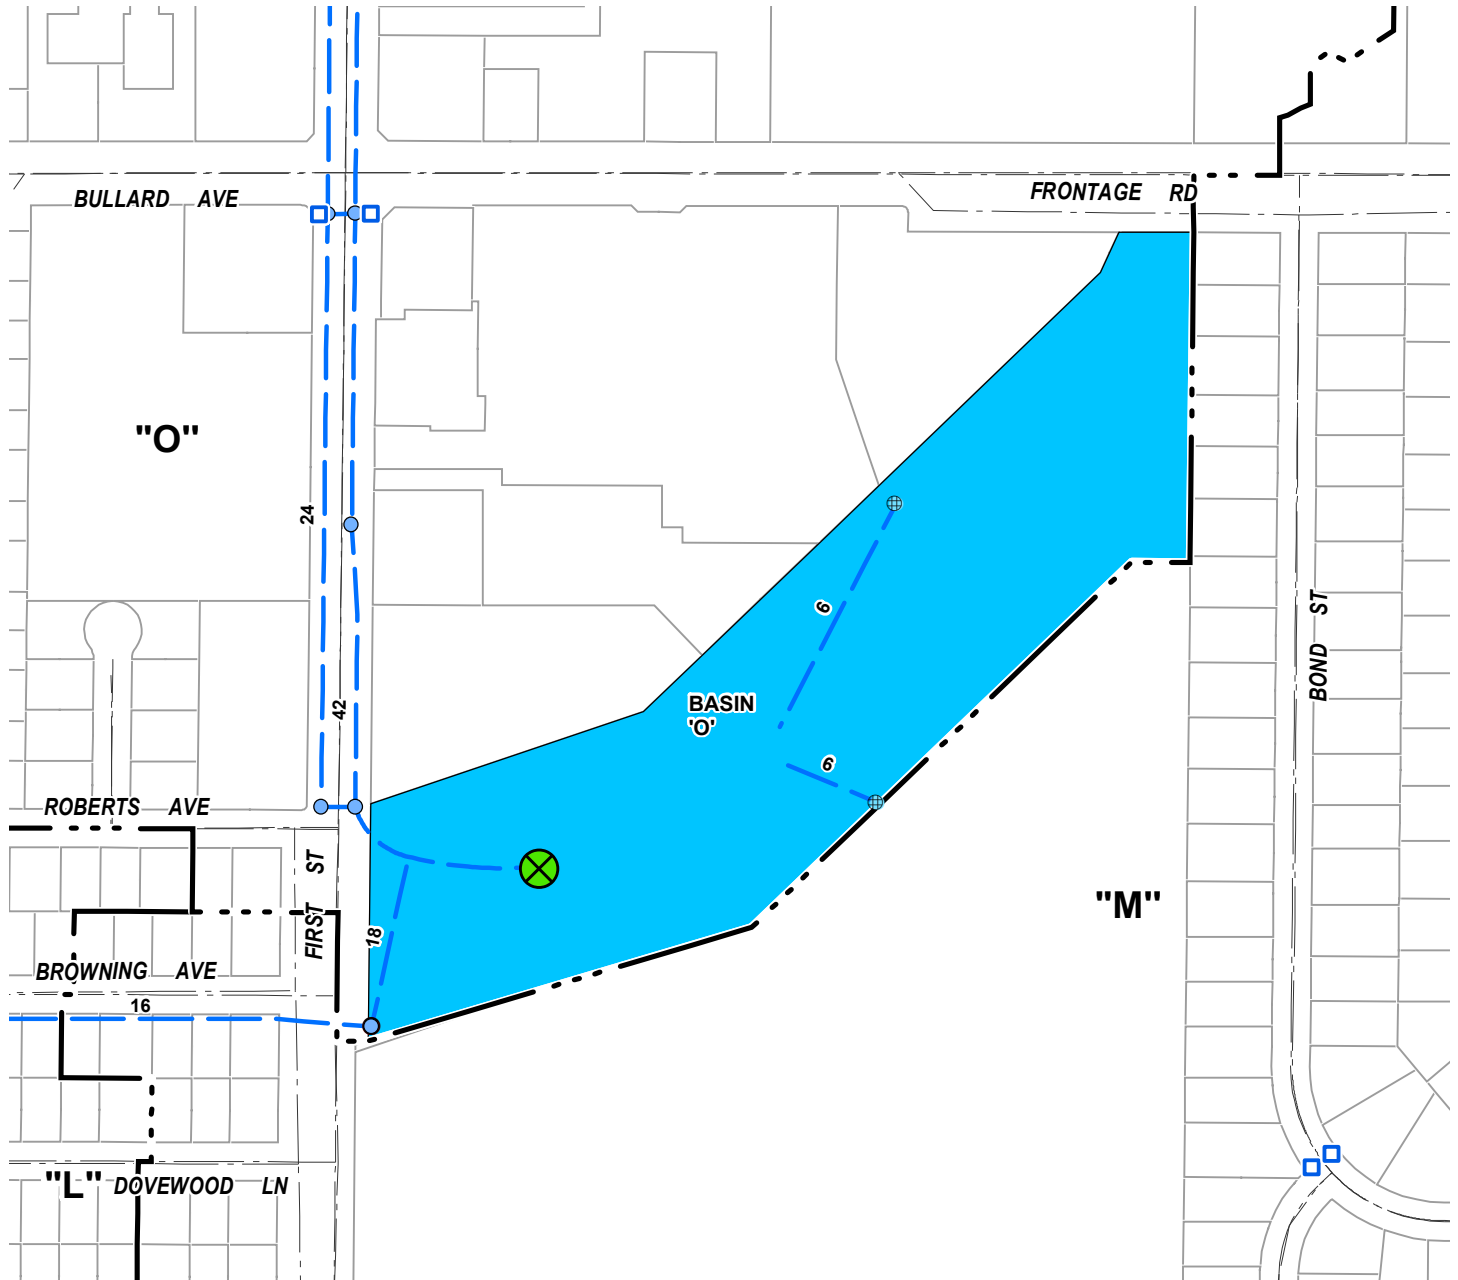 BULLARD AVE
FRONTAGE RD
"O"
24
6
BOND ST
42
BASIN
'O'
6
ROBERTS AVE
FIRST ST
"M"
18
BROWNING AVE
16
"L"
DOVEWOOD LN